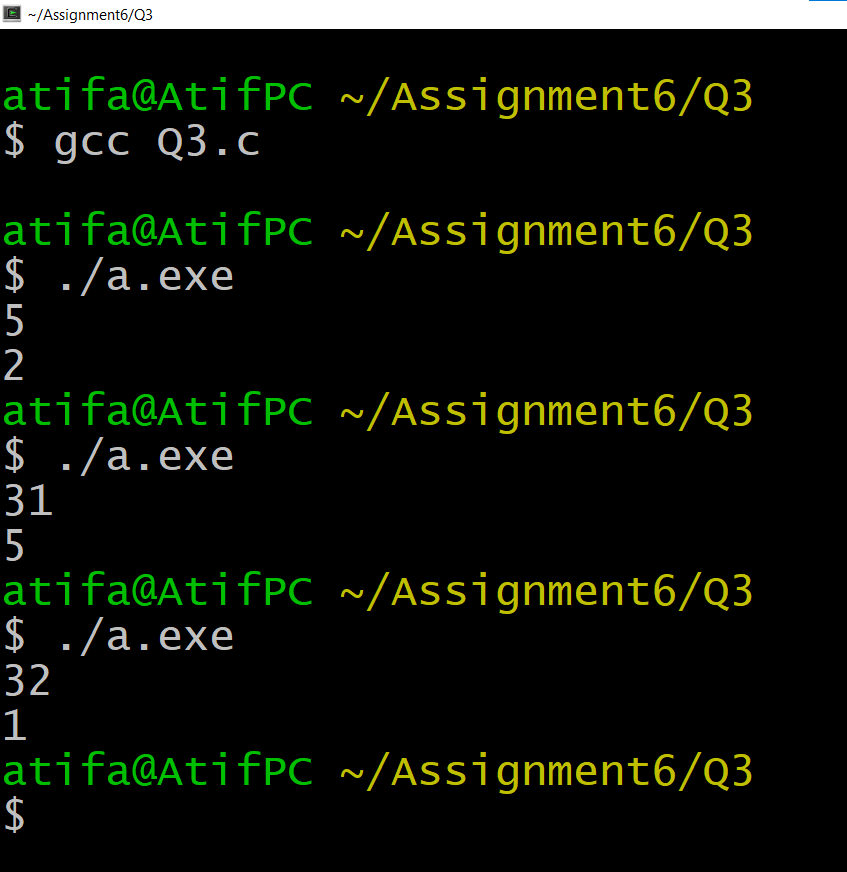 ~/Assignment6/Q3
atifa@AtifPC ~/Assignment6/Q3
$ gcc Q3.c
atifa@AtifPC ~/Assignment6/Q3
$ ./a.exe
5
2
atifa@AtifPC ~/Assignment6/Q3
$ ./a.exe
31
5
atifa@AtifPC ~/Assignment6/Q3
$ ./a.exe
32
1
atifa@AtifPC ~/Assignment6/Q3
$